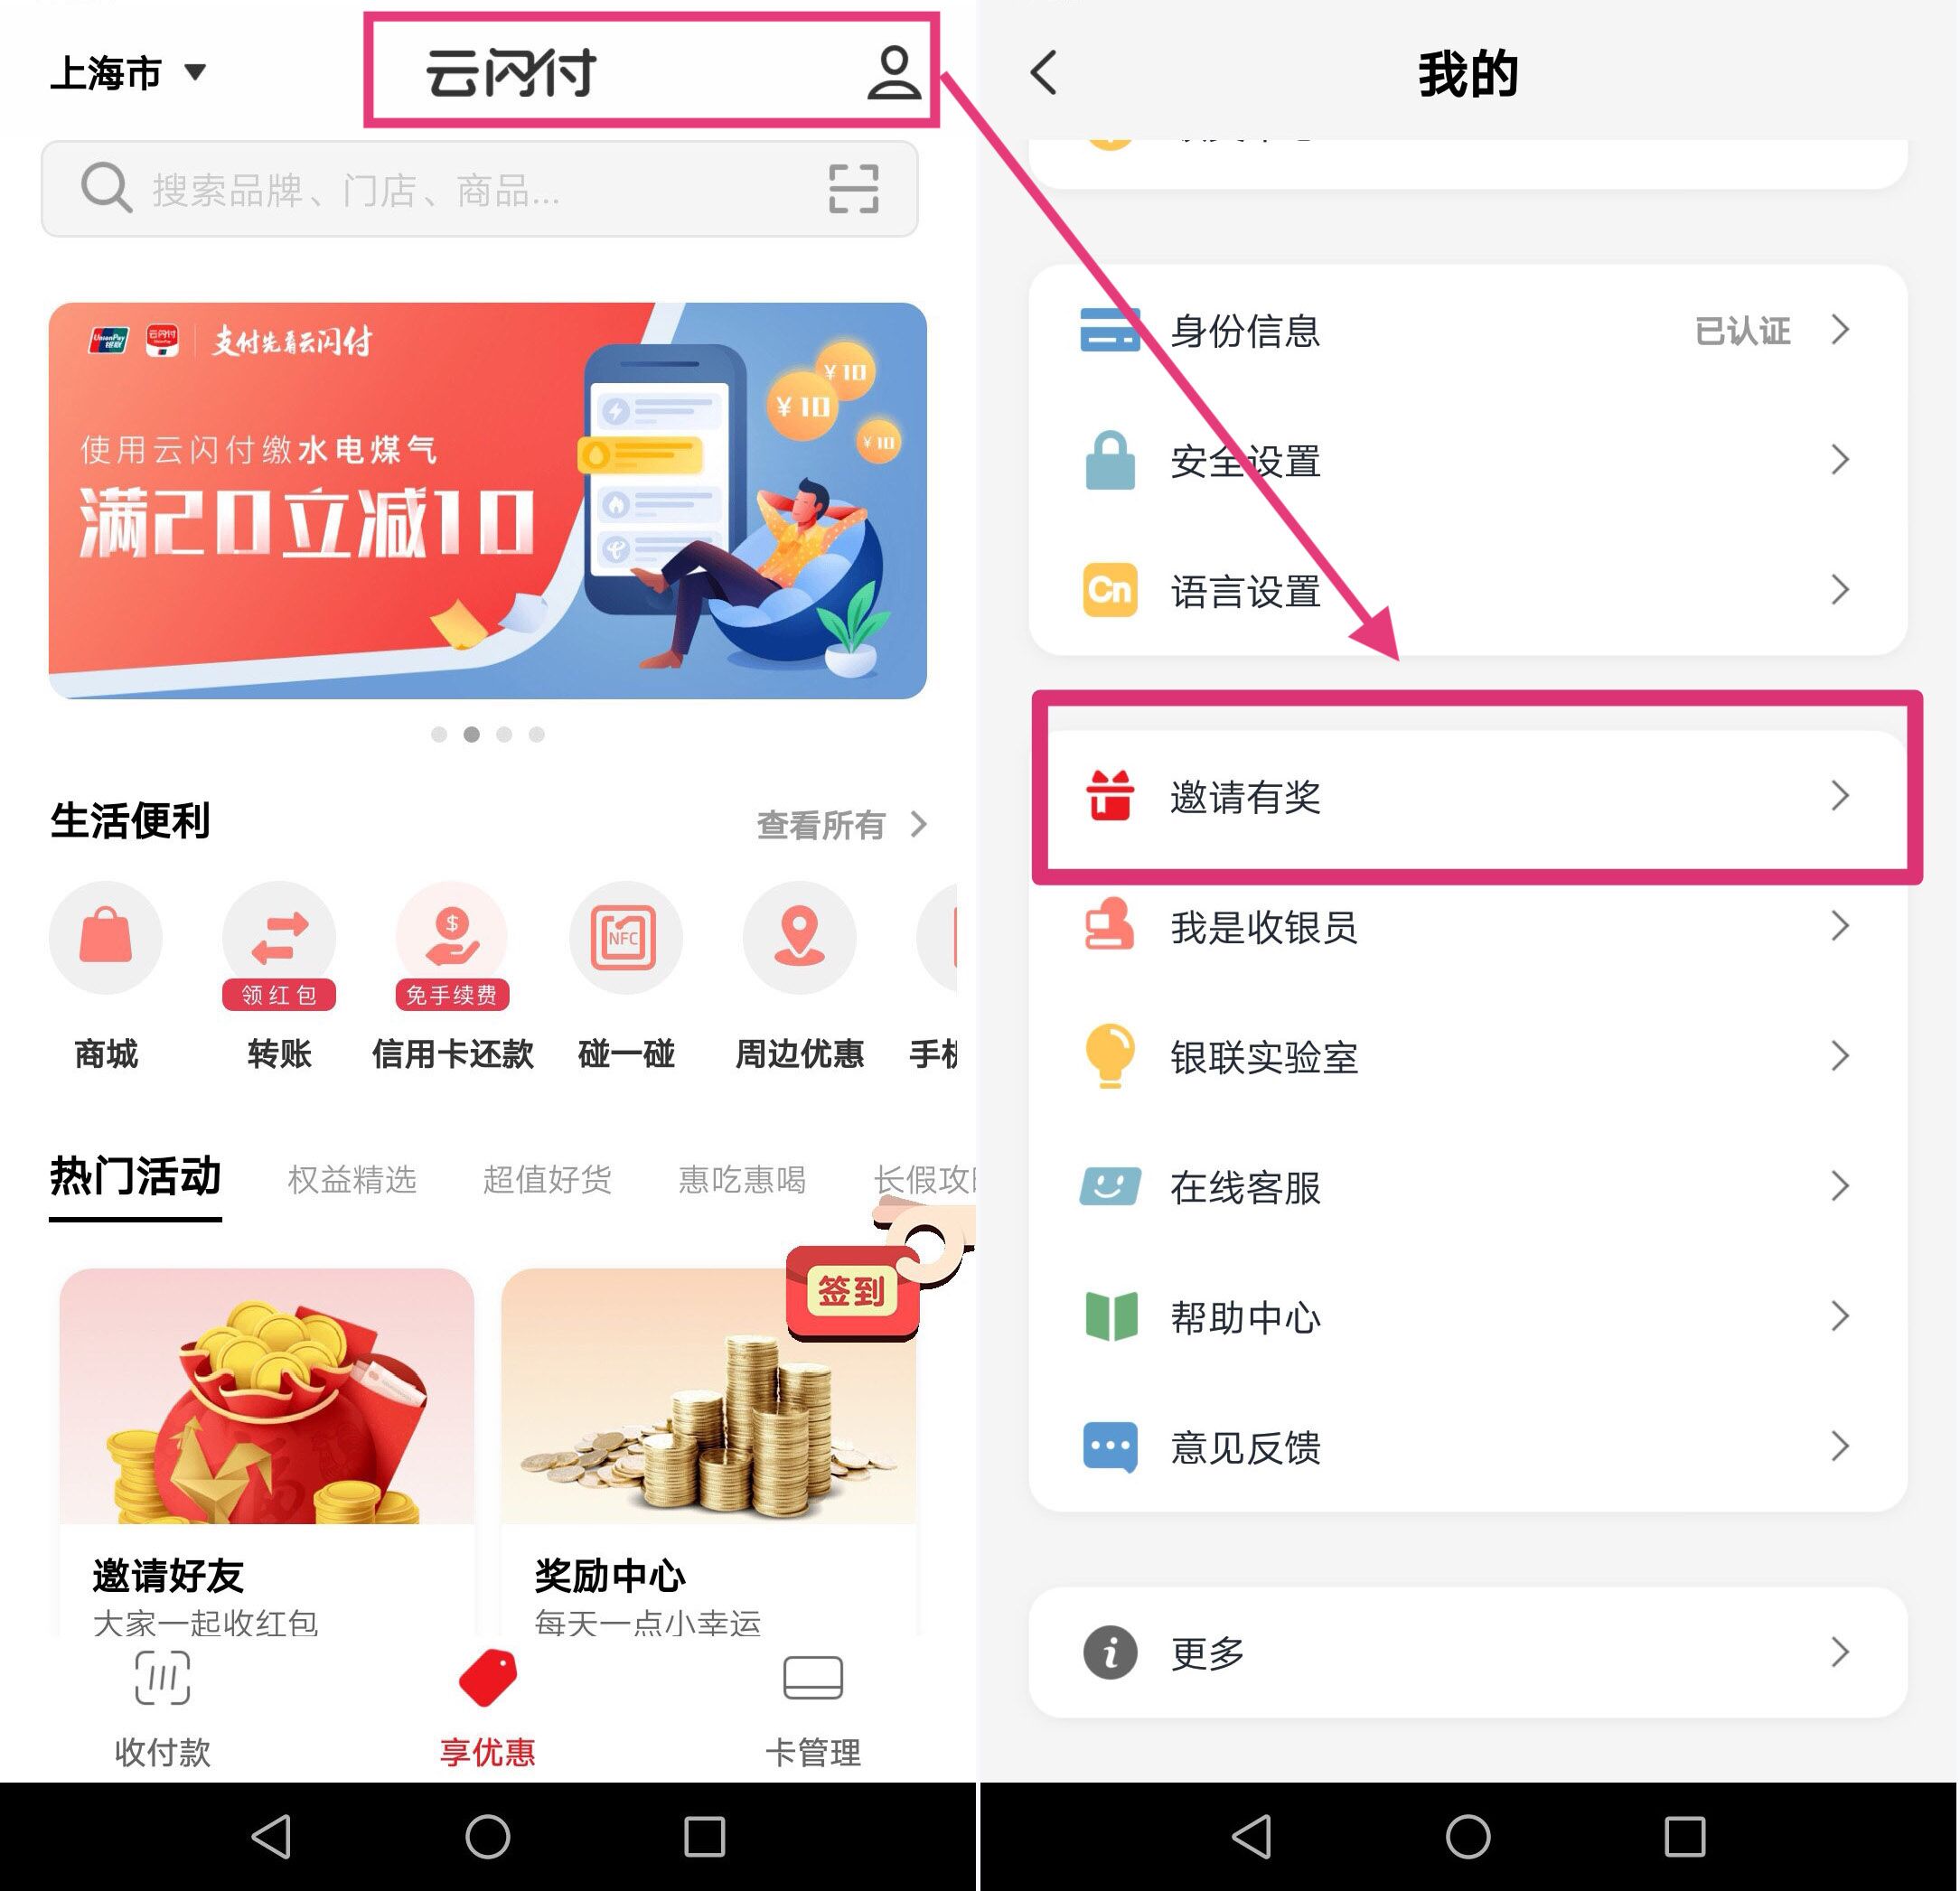 上海市
云闪付
搜索品牌、门店、商品...
UnionPay
银联
云闪付
支付先看云闪付
使用云闪付缴水电煤气
满20立减10
¥10
¥10
¥10
生活便利
查看所有
$
NFC
领红包
免手续费
商城
转账
信用卡还款
碰一碰
周边优惠
手
热门活动
权益精选
超值好货
惠吃惠喝
长假攻
签到
邀请好友
大家一起收红包
奖励中心
每天一点小幸运
收付款
享优惠
卡管理
我的
身份信息
已认证
安全设置
Cn
语言设置
邀请有奖
我是收银员
银联实验室
在线客服
帮助中心
意见反馈
i
更多